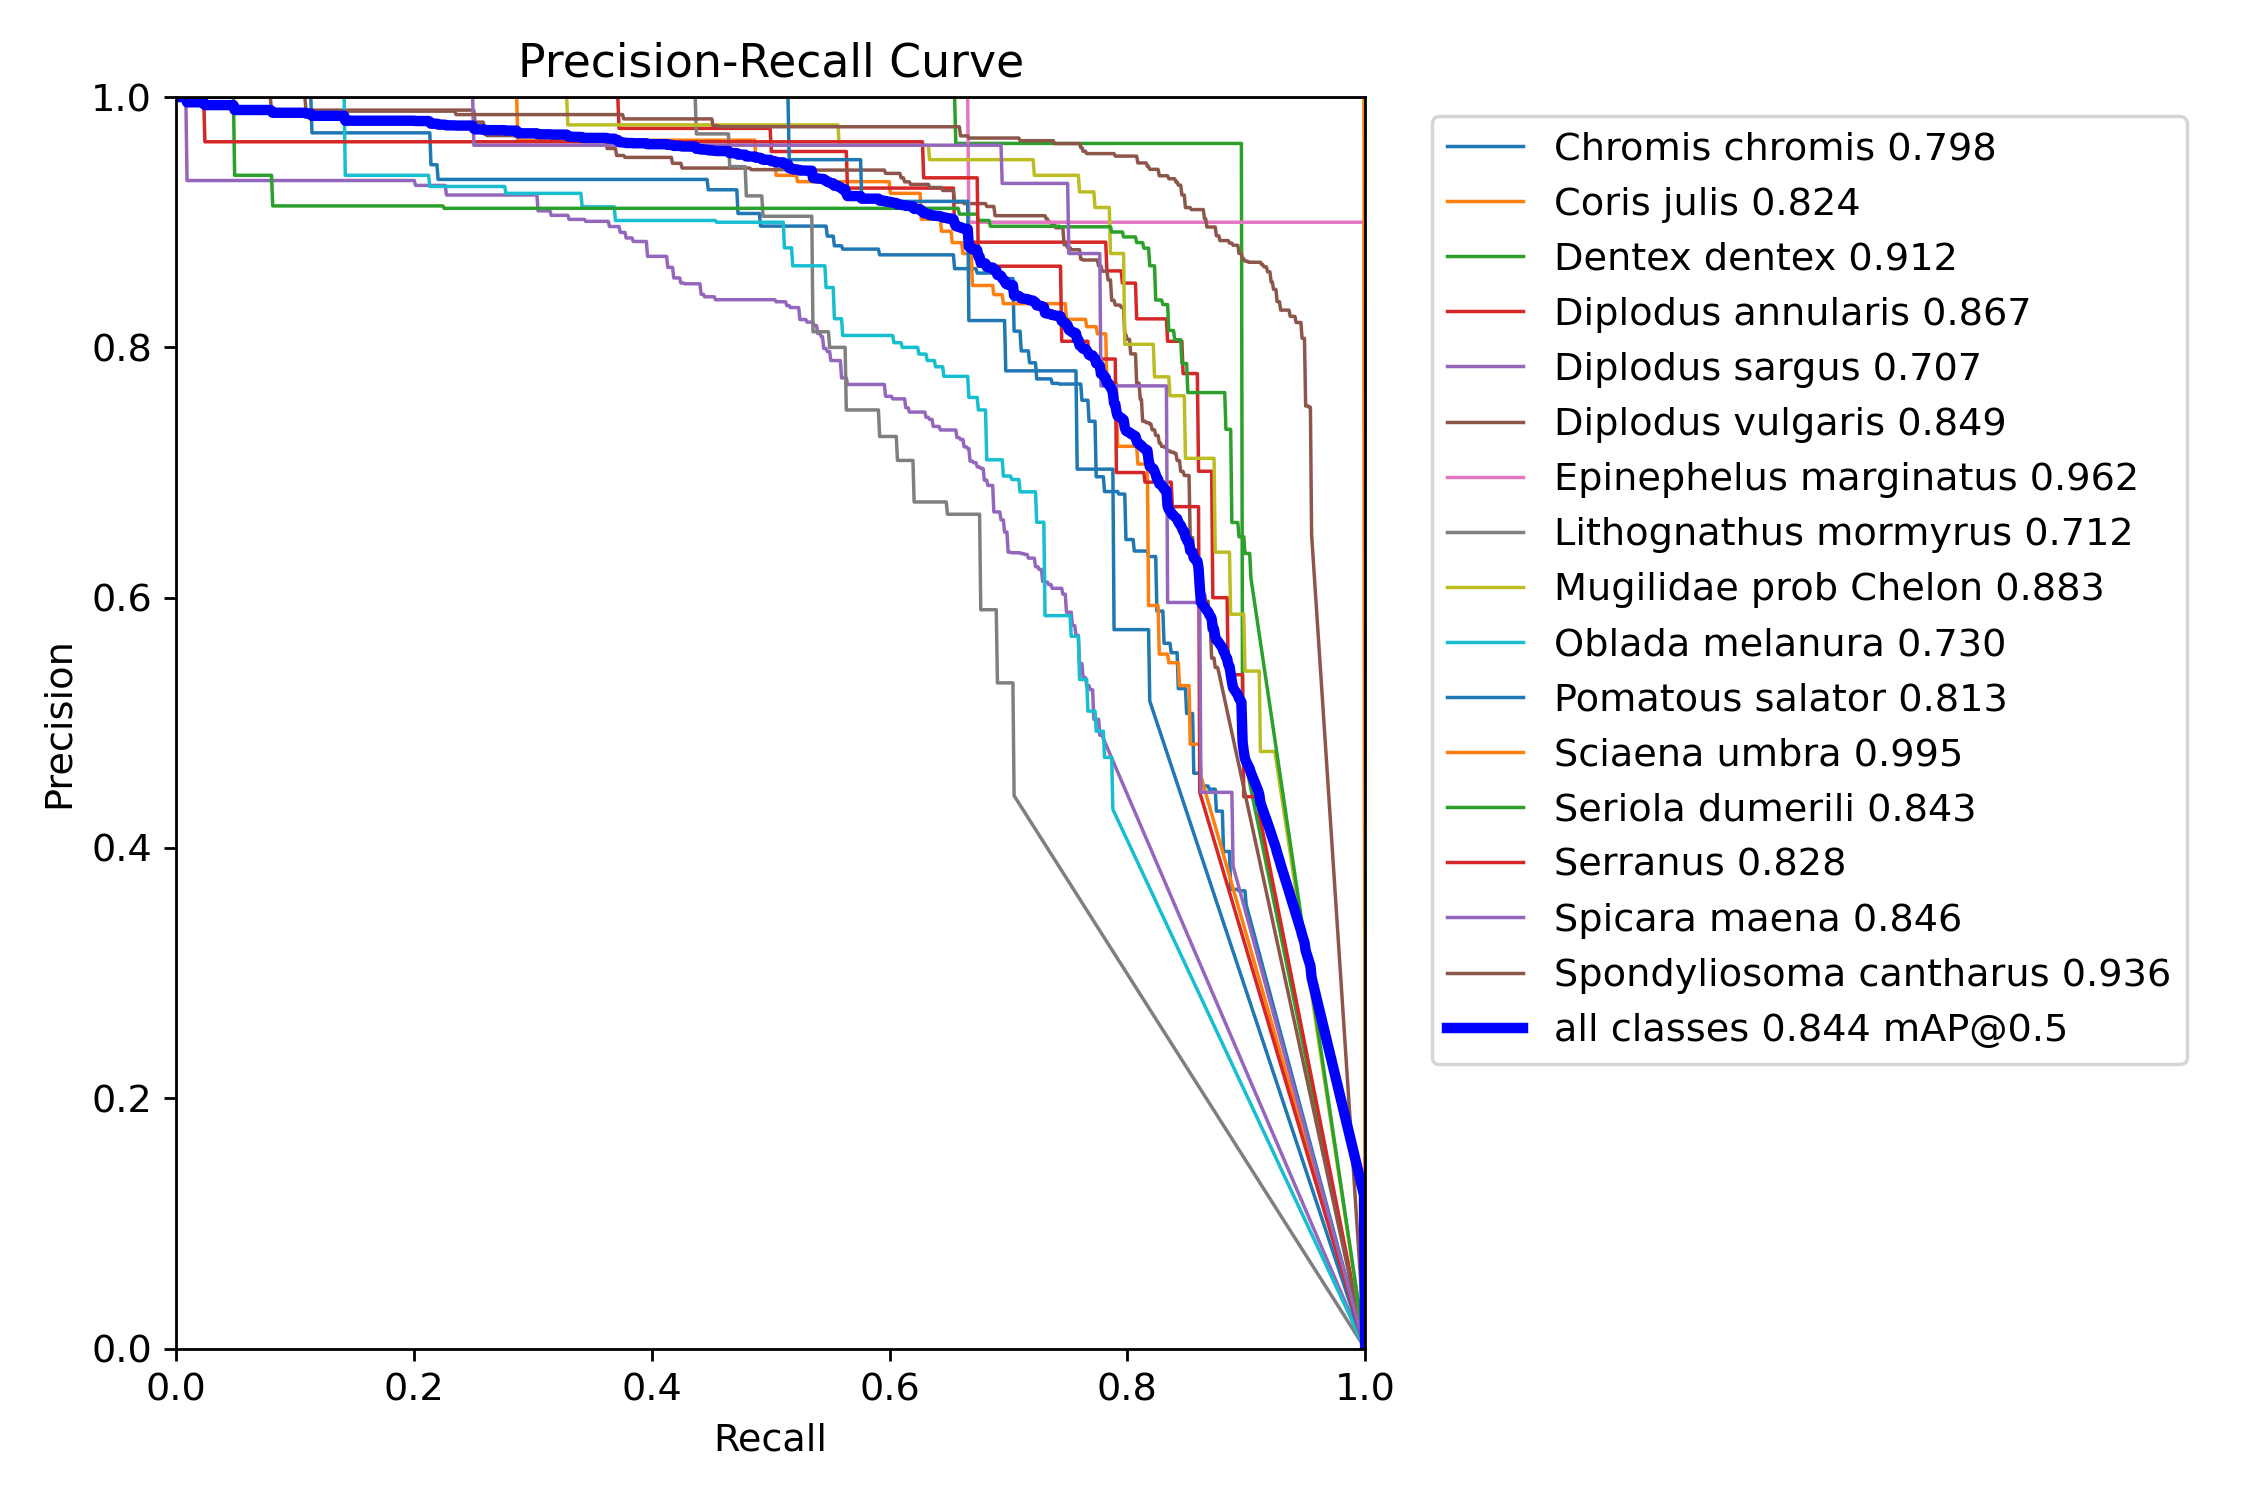 Precision-Recall Curve
1.0
0.8
0.6
0.4
0.2
0.0
Precision
0.0 0.2 0.4 0.6 0.8 1.0
Recall
Chromis chromis 0.798
Coris julis 0.824
Dentex dentex 0.912
Diplodus annularis 0.867
Diplodus sargus 0.707
Diplodus vulgaris 0.849
Epinephelus marginatus 0.962
Lithognathus mormyrus 0.712
Mugilidae prob Chelon 0.883
Oblada melanura 0.730
Pomatous salator 0.813
Sciaena umbra 0.995
Seriola dumerili 0.843
Serranus 0.828
Spicara maena 0.846
Spondyliosoma cantharus 0.936
all classes 0.844 mAP@0.5